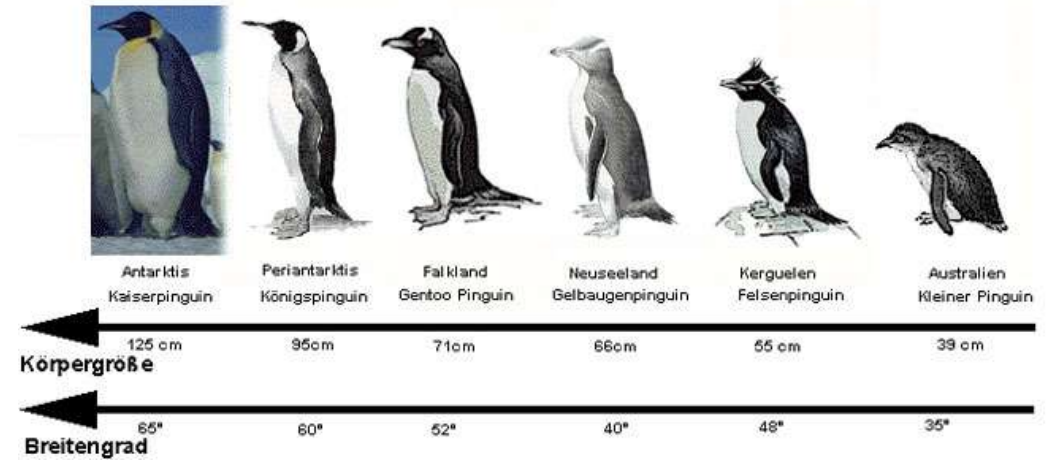 Antarktis
Kaiserpinguin
Periantarktis
Königspinguin
Falkland
Gentoo Pinguin
Neuseeland
Gelbaugenpinguin
Kerguelen
Felsenpinguin
Australien
Kleiner Pinguin
125 cm 95cm 71cm 66cm 55 cm 39 cm
Körpergröße
65° 60° 52° 40° 48° 35°
Breitengrad